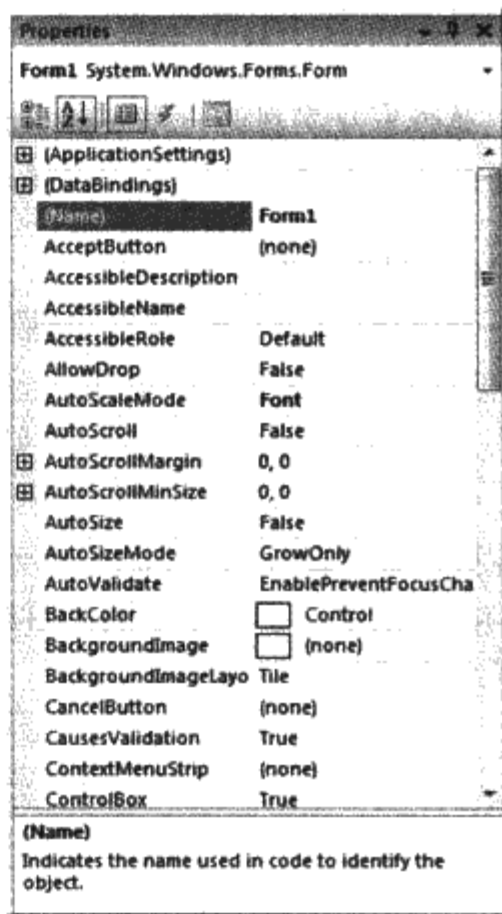 Properties
Form1 System.Windows.Forms.Form
(ApplicationSettings)
(DataBindings)
(Name) Form1
AcceptButton (none)
AccessibleDescription
AccessibleName
AccessibleRole Default
AllowDrop False
AutoScaleMode Font
AutoScroll False
AutoScrollMargin 0, 0
AutoScrollMinSize 0, 0
AutoSize False
AutoSizeMode GrowOnly
AutoValidate EnablePreventFocusCha
BackColor Control
BackgroundImage (none)
BackgroundImageLayo Tile
CancelButton (none)
CausesValidation True
ContextMenuStrip (none)
ControlBox True
(Name)
Indicates the name used in code to identify the
object.